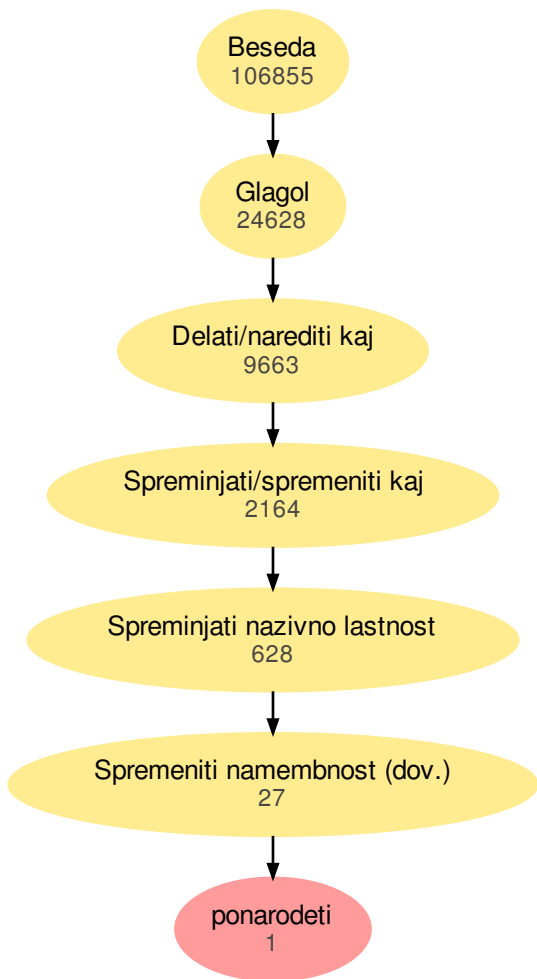 Beseda
106855
Glagol
24628
Delati/narediti kaj
9663
Spreminjati/spremeniti kaj
2164
Spreminjati nazivno lastnost
628
Spremeniti namembnost (dov.)
27
ponarodeti
1